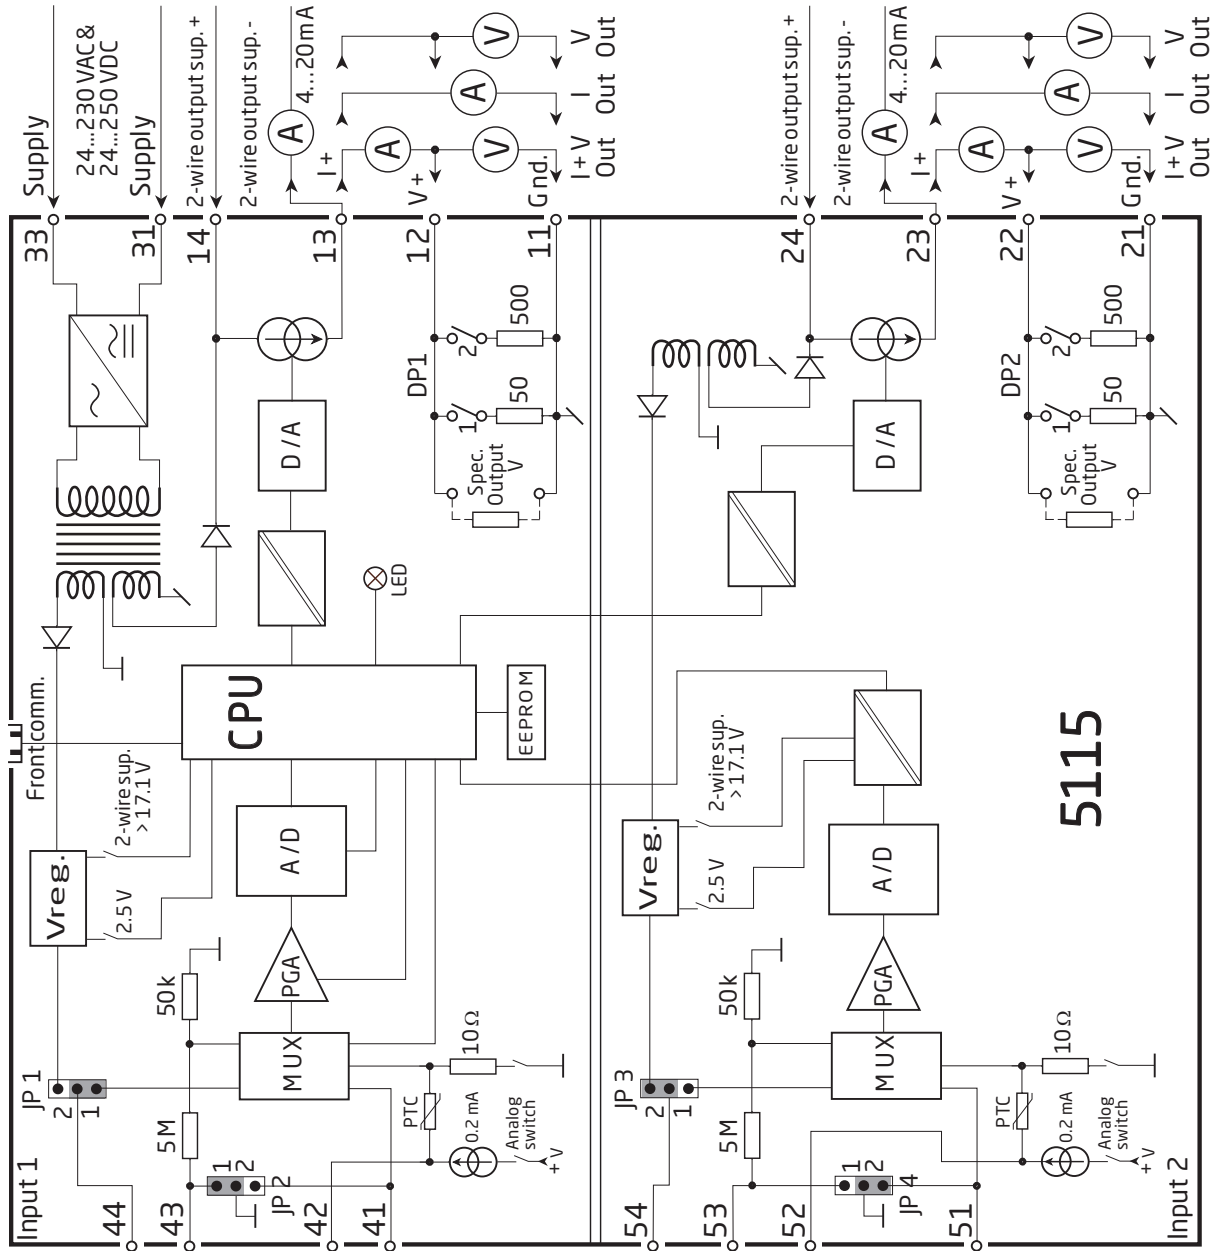 Supply
24...230 VAC &
24...250 VDC
Supply
2-wire output sup. +
2-wire output sup. -
4...20mA
A
I+
V+
Gnd.
A
V
A
V
I+V
Out
I
Out
V
Out
2-wire output sup. +
2-wire output sup. -
4...20mA
A
I+
V+
Gnd.
A
V
A
V
I+V
Out
I
Out
V
Out
33
31
14
13
12
11
24
23
22
21
D/A
DP1
1
50
2
500
Spec.
Output
V
LED
D/A
DP2
1
50
2
500
Spec.
Output
V
Front comm.
CPU
EEPROM
Vreg.
2-wire sup.
>17.1 V
2.5 V
A/D
PGA
MUX
50k
5M
JP 1
2
1
1
2
JP 2
10Ω
PTC
0.2 mA
Analog
switch
+V
Input 1
44
43
42
41
5115
Vreg.
2-wire sup.
>17.1 V
2.5 V
A/D
PGA
MUX
50k
5M
JP 3
2
1
1
2
JP 4
10Ω
PTC
0.2 mA
Analog
switch
+V
Input 2
54
53
52
51